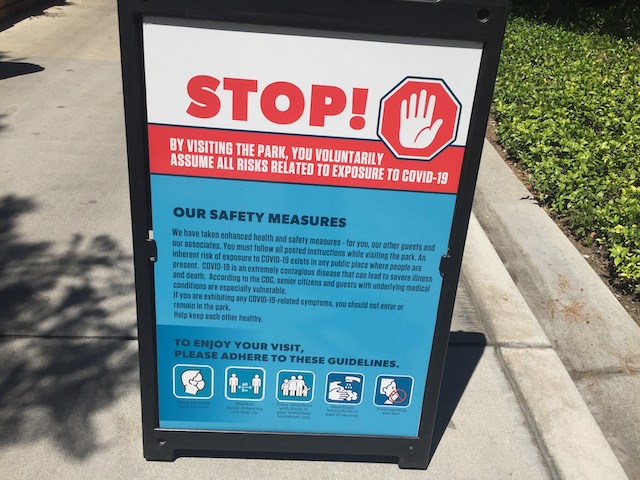 STOP!
BY VISITING THE PARK, YOU VOLUNTARILY
ASSUME ALL RISKS RELATED TO EXPOSURE TO COVID-19
OUR SAFETY MEASURES
We have taken enhanced health and safety measures - for you, our other guests and
our associates. You must follow all posted instructions while visiting the park. An
inherent risk of exposure to COVID-19 exists in any public place where people are
present. COVID-19 is an extremely contagious disease that can lead to severe illness
and death. According to the CDC, senior citizens and guests with underlying medical
conditions are especially vulnerable.
If you are exhibiting any COVID-19-related symptoms, you should not enter or
remain in the park.
Help keep each other healthy.
TO ENJOY YOUR VISIT,
PLEASE ADHERE TO THESE GUIDELINES.